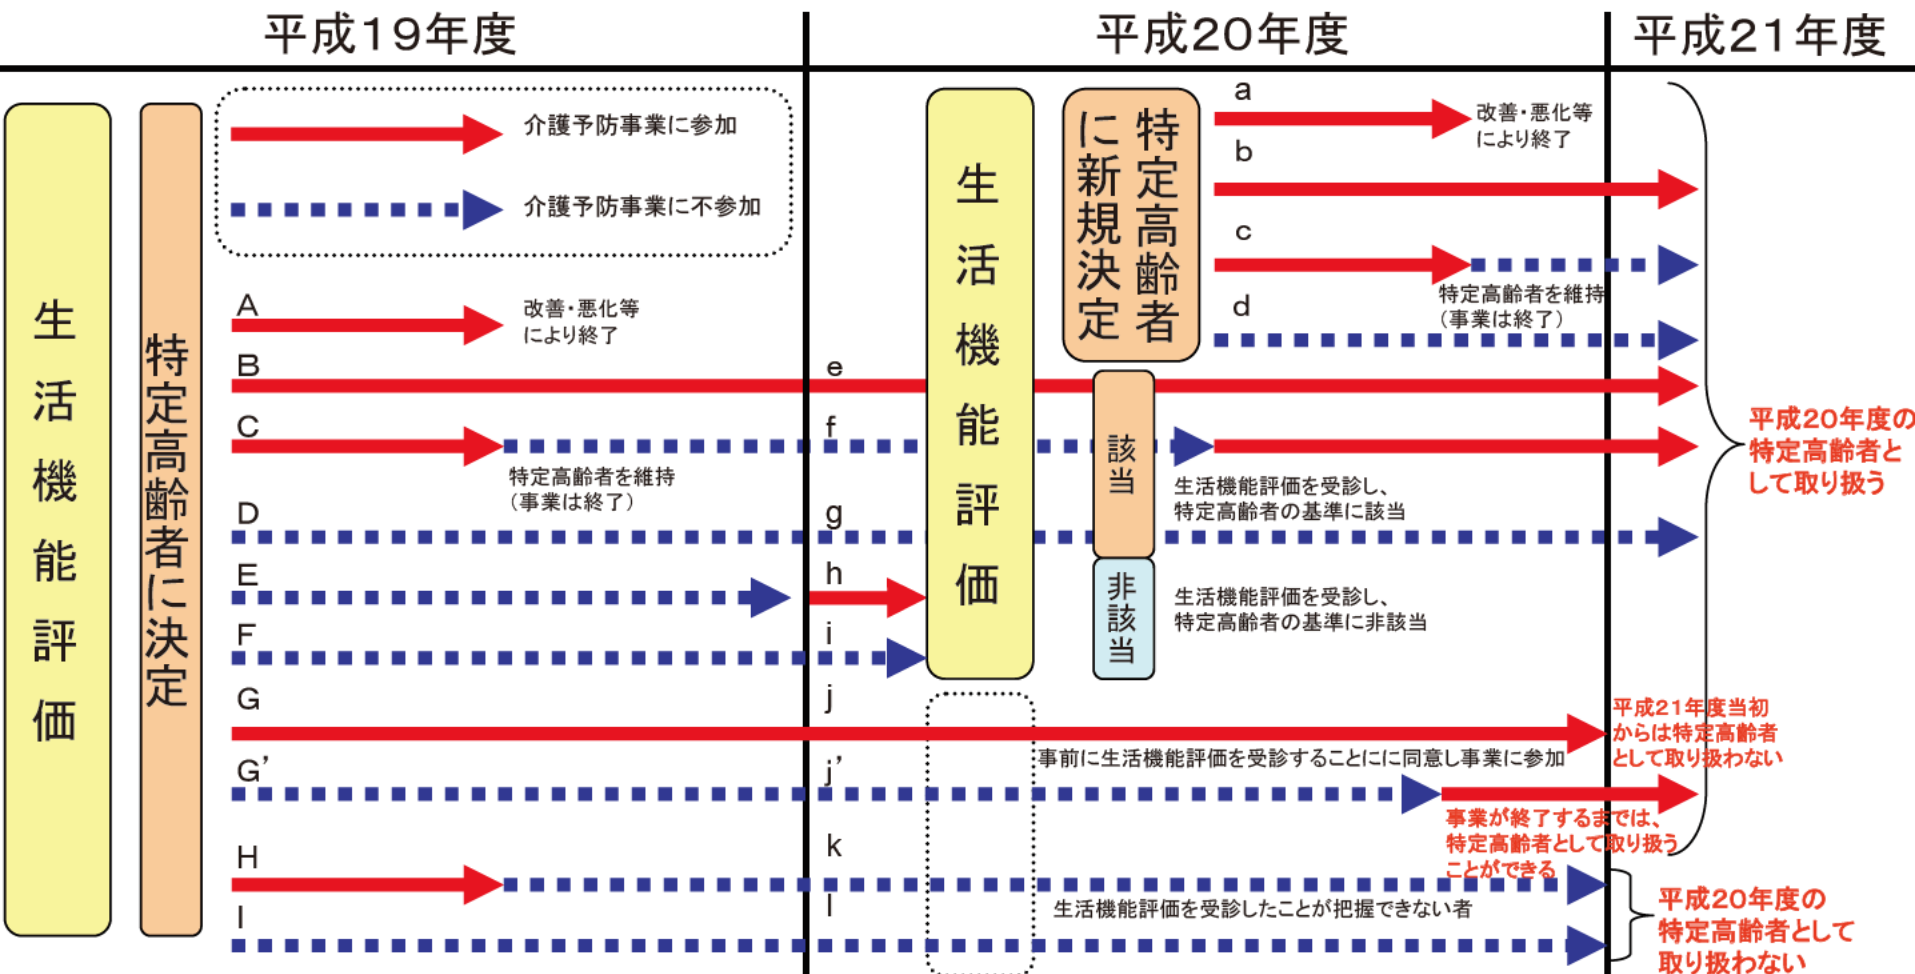 平成19年度
平成20年度
平成21年度
生活機能評価
特定高齢者に決定
介護予防事業に参加
介護予防事業に不参加
A
改善・悪化等
により終了
B
C
特定高齢者を維持
（事業は終了）
D
E
F
G
G’
H
I
e
f
g
h
i
j
j’
k
l
生活機能評価
特定高齢者
に新規決定
a
改善・悪化等
により終了
b
c
特定高齢者を維持
（事業は終了）
d
該当
生活機能評価を受診し、
特定高齢者の基準に該当
非該当
生活機能評価を受診し、
特定高齢者の基準に非該当
事前に生活機能評価を受診することにに同意し事業に参加
生活機能評価を受診したことが把握できない者
平成20年度の
特定高齢者と
して取り扱う
平成21年度当初
からは特定高齢者
として取り扱わない
事業が終了するまでは、
特定高齢者として取り扱う
ことができる
平成20年度の
特定高齢者として
取り扱わない